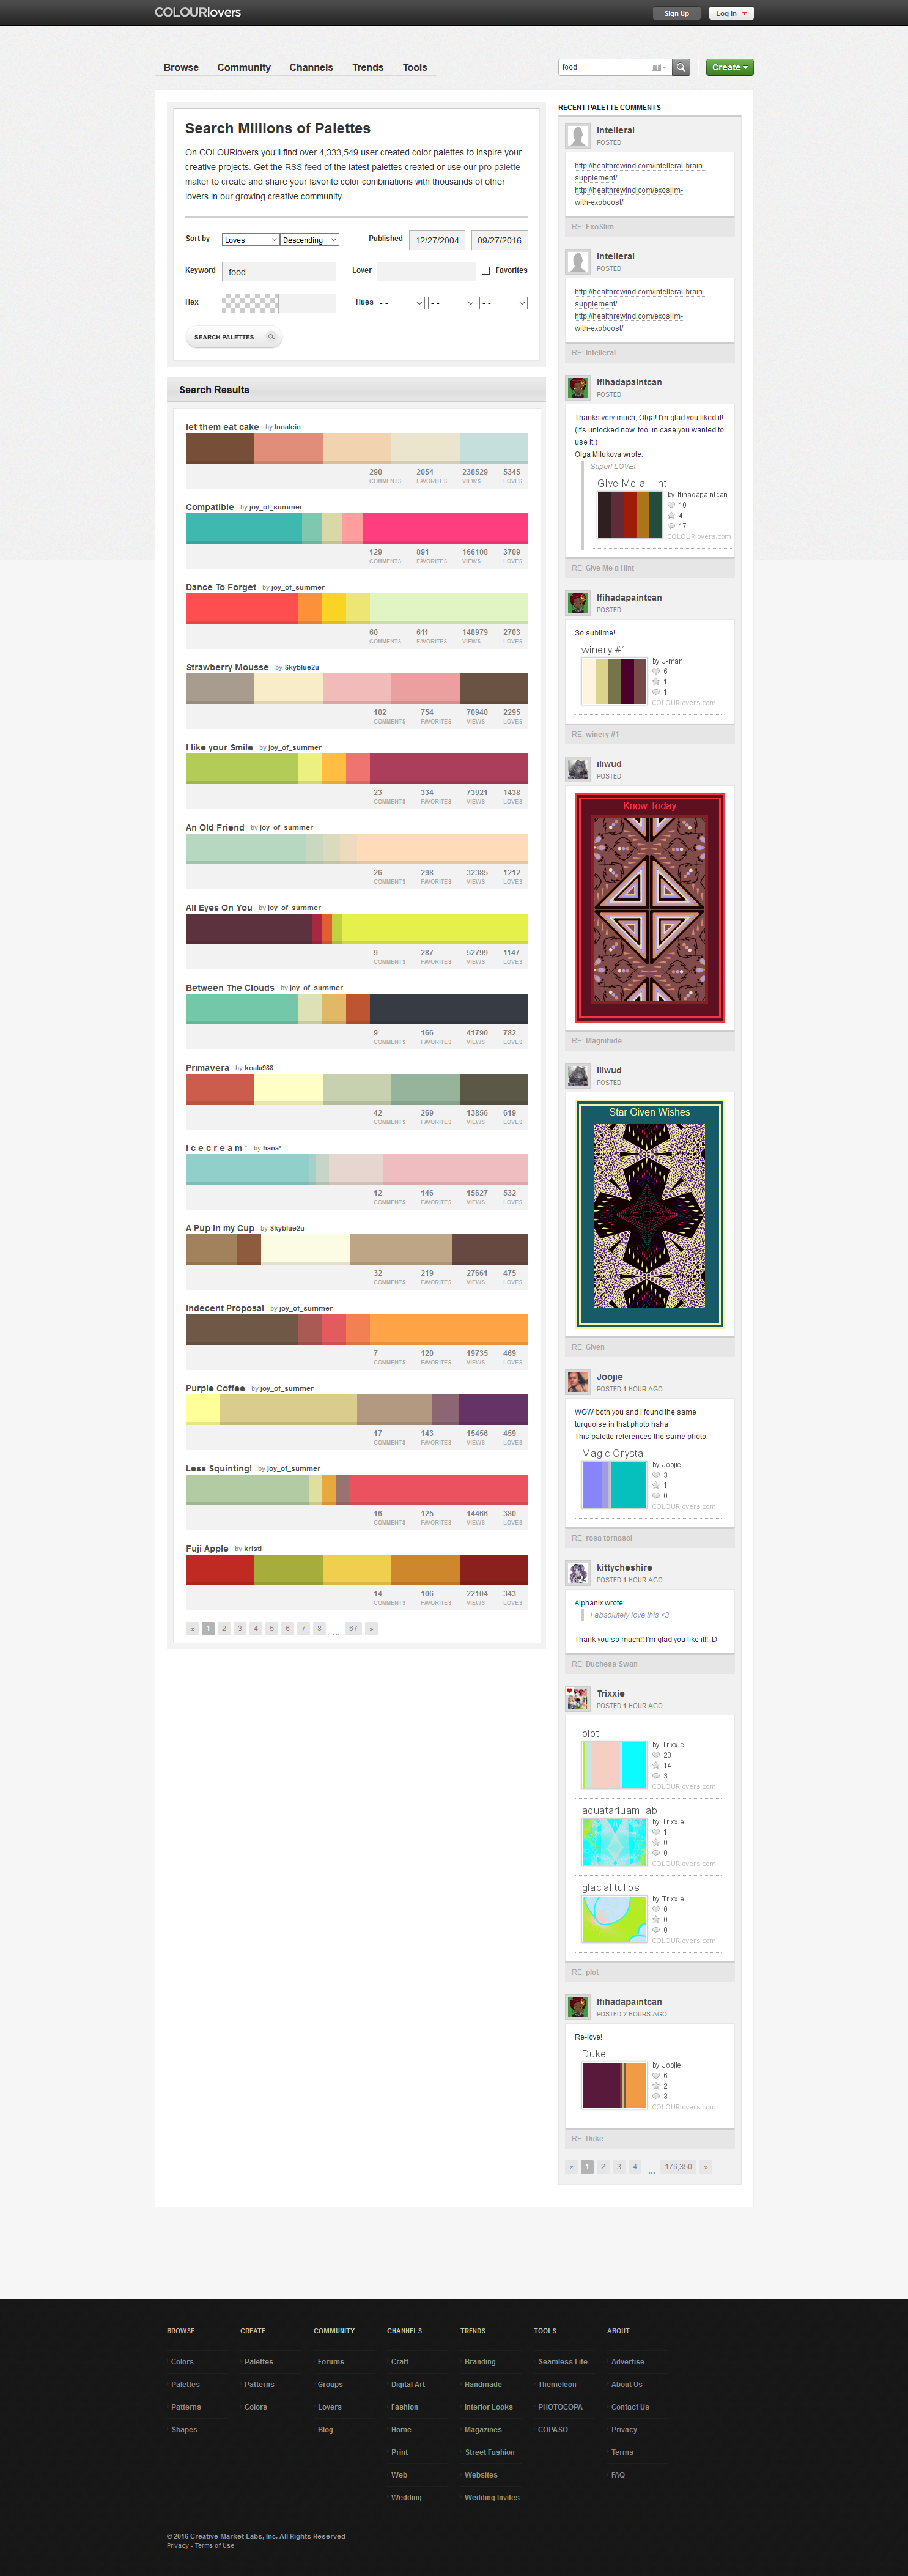 COLOURlovers
Sign Up
Log In
Browse Community Channels Trends Tools
food
Create
Search Millions of Palettes
On COLOURlovers you'll find over 4,333,549 user created color palettes to inspire your
creative projects. Get the RSS feed of the latest palettes created or use our pro palette
maker to create and share your favorite color combinations with thousands of other
lovers in our growing creative community.
Sort by Loves Descending Published 12/27/2004 09/27/2016
Keyword food Lover Favorites
Hex Hues - - - - - -
SEARCH PALETTES
Search Results
let them eat cake by lunalein
290 2054 238529 5345
COMMENTS FAVORITES VIEWS LOVES
Compatible by joy_of_summer
129 891 166108 3709
COMMENTS FAVORITES VIEWS LOVES
Dance To Forget by joy_of_summer
60 611 148979 2703
COMMENTS FAVORITES VIEWS LOVES
Strawberry Mousse by Skyblue2u
102 754 70940 2295
COMMENTS FAVORITES VIEWS LOVES
I like your Smile by joy_of_summer
23 334 73921 1438
COMMENTS FAVORITES VIEWS LOVES
An Old Friend by joy_of_summer
26 298 32385 1212
COMMENTS FAVORITES VIEWS LOVES
All Eyes On You by joy_of_summer
9 287 52799 1147
COMMENTS FAVORITES VIEWS LOVES
Between The Clouds by joy_of_summer
9 166 41790 782
COMMENTS FAVORITES VIEWS LOVES
Primavera by koala988
42 269 13856 619
COMMENTS FAVORITES VIEWS LOVES
I c e c r e a m * by hana*
12 146 15627 532
COMMENTS FAVORITES VIEWS LOVES
A Pup in my Cup by Skyblue2u
32 219 27661 475
COMMENTS FAVORITES VIEWS LOVES
Indecent Proposal by joy_of_summer
7 120 19735 469
COMMENTS FAVORITES VIEWS LOVES
Purple Coffee by joy_of_summer
17 143 15456 459
COMMENTS FAVORITES VIEWS LOVES
Less Squinting! by joy_of_summer
16 125 14466 380
COMMENTS FAVORITES VIEWS LOVES
Fuji Apple by kristi
14 106 22104 343
COMMENTS FAVORITES VIEWS LOVES
« 1 2 3 4 5 6 7 8 ... 67 »
RECENT PALETTE COMMENTS
Intelleral
POSTED
http://healthrewind.com/intelleral-brain-
supplement/
http://healthrewind.com/exoslim-
with-exoboost/
RE: ExoSlim
Intelleral
POSTED
http://healthrewind.com/intelleral-brain-
supplement/
http://healthrewind.com/exoslim-
with-exoboost/
RE: Intelleral
Ifihadapaintcan
POSTED
Thanks very much, Olga! I'm glad you liked it!
(It's unlocked now, too, in case you wanted to
use it.)
Olga Milukova wrote:
Super! LOVE!
Give Me a Hint
by Ifihadapaintcan
10
4
17
COLOURlovers.com
RE: Give Me a Hint
Ifihadapaintcan
POSTED
So sublime!
winery #1
by J-man
6
1
1
COLOURlovers.com
RE: winery #1
iliwud
POSTED
Know Today
RE: Magnitude
iliwud
POSTED
Star Given Wishes
RE: Given
Joojie
POSTED 1 HOUR AGO
WOW both you and I found the same
turquoise in that photo haha
This palette references the same photo:
Magic Crystal
by Joojie
3
1
0
COLOURlovers.com
RE: rosa tornasol
kittycheshire
POSTED 1 HOUR AGO
Alphanix wrote:
I absolutely love this <3
Thank you so much!! I'm glad you like it!! :D
RE: Duchess Swan
Trixxie
POSTED 1 HOUR AGO
plot
by Trixxie
23
14
3
COLOURlovers.com
aquatariuam lab
by Trixxie
1
0
0
COLOURlovers.com
glacial tulips
by Trixxie
0
0
0
COLOURlovers.com
RE: plot
Ifihadapaintcan
POSTED 2 HOURS AGO
Re-love!
Duke
by Joojie
6
2
3
COLOURlovers.com
RE: Duke
« 1 2 3 4 ... 176,350 »
BROWSE CREATE COMMUNITY CHANNELS TRENDS TOOLS ABOUT
Colors Palettes Forums Craft Branding Seamless Lite Advertise
Palettes Patterns Groups Digital Art Handmade Themeleon About Us
Patterns Colors Lovers Fashion Interior Looks PHOTOCOPA Contact Us
Shapes Blog Home Magazines COPASO Privacy
Print Street Fashion Terms
Web Websites FAQ
Wedding Wedding Invites
© 2016 Creative Market Labs, Inc. All Rights Reserved
Privacy - Terms of Use